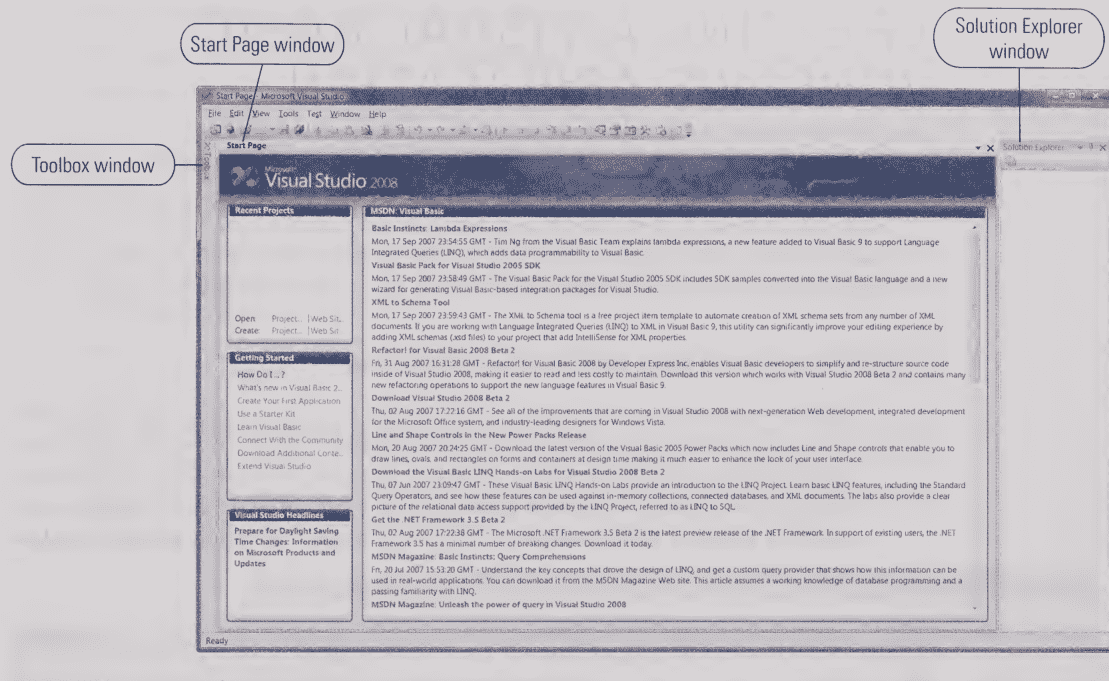 Start Page window
Solution Explorer
window
Toolbox window
Start Page - Microsoft Visual Studio
File Edit View Tools Test Window Help
Start Page
Solution Explorer
Microsoft
Visual Studio 2008
Recent Projects
Open: Project... | Web Sit...
Create: Project... | Web Sit...
Getting Started
How Do I ...?
What's new in Visual Basic 2...
Create Your First Application
Use a Starter Kit
Learn Visual Basic
Connect With the Community
Download Additional Conte...
Extend Visual Studio
Visual Studio Headlines
Prepare for Daylight Saving
Time Changes: Information
on Microsoft Products and
Updates
MSDN: Visual Basic
Basic Instincts: Lambda Expressions
Mon, 17 Sep 2007 23:54:55 GMT - Tim Ng from the Visual Basic Team explains lambda expressions, a new feature added to Visual Basic 9 to support Language
Integrated Queries (LINQ), which adds data programmability to Visual Basic.
Visual Basic Pack for Visual Studio 2005 SDK
Mon, 17 Sep 2007 23:58:49 GMT - The Visual Basic Pack for the Visual Studio 2005 SDK includes SDK samples converted into the Visual Basic language and a new
wizard for generating Visual Basic-based integration packages for Visual Studio.
XML to Schema Tool
Mon, 17 Sep 2007 23:59:43 GMT - The XML to Schema tool is a free project item template to automate creation of XML schema sets from any number of XML
documents. If you are working with Language Integrated Queries (LINQ) to XML in Visual Basic 9, this utility can significantly improve your editing experience by
adding XML schemas (.xsd files) to your project that add IntelliSense for XML properties.
Refactor! for Visual Basic 2008 Beta 2
Fri, 31 Aug 2007 16:31:28 GMT - Refactor! for Visual Basic 2008 by Developer Express Inc. enables Visual Basic developers to simplify and re-structure source code
inside of Visual Studio 2008, making it easier to read and less costly to maintain. Download this version which works with Visual Studio 2008 Beta 2 and contains many
new refactoring operations to support the new language features in Visual Basic 9.
Download Visual Studio 2008 Beta 2
Thu, 02 Aug 2007 17:22:16 GMT - See all of the improvements that are coming in Visual Studio 2008 with next-generation Web development, integrated development
for the Microsoft Office system, and industry-leading designers for Windows Vista.
Line and Shape Controls in the New Power Packs Release
Mon, 20 Aug 2007 20:24:25 GMT - Download the latest version of the Visual Basic 2005 Power Packs which now includes Line and Shape controls that enable you to
draw lines, ovals, and rectangles on forms and containers at design time making it much easier to enhance the look of your user interface.
Download the Visual Basic LINQ Hands-on Labs for Visual Studio 2008 Beta 2
Thu, 07 Jun 2007 23:09:47 GMT - These Visual Basic LINQ Hands-on Labs provide an introduction to the LINQ Project. Learn basic LINQ features, including the Standard
Query Operators, and see how these features can be used against in-memory collections, connected databases, and XML documents. The labs also provide a clear
picture of the relational data access support provided by the LINQ Project, referred to as LINQ to SQL.
Get the .NET Framework 3.5 Beta 2
Thu, 02 Aug 2007 17:22:38 GMT - The Microsoft .NET Framework 3.5 Beta 2 is the latest preview release of the .NET Framework. In support of existing users, the .NET
Framework 3.5 has a minimal number of breaking changes. Download it today.
MSDN Magazine: Basic Instincts: Query Comprehensions
Fri, 20 Jul 2007 15:53:20 GMT - Understand the key concepts that drove the design of LINQ, and get a custom query provider that shows how this information can be
used in real-world applications. You can download it from the MSDN Magazine Web site. This article assumes a working knowledge of database programming and a
passing familiarity with LINQ.
MSDN Magazine: Unleash the power of query in Visual Studio 2008
Ready